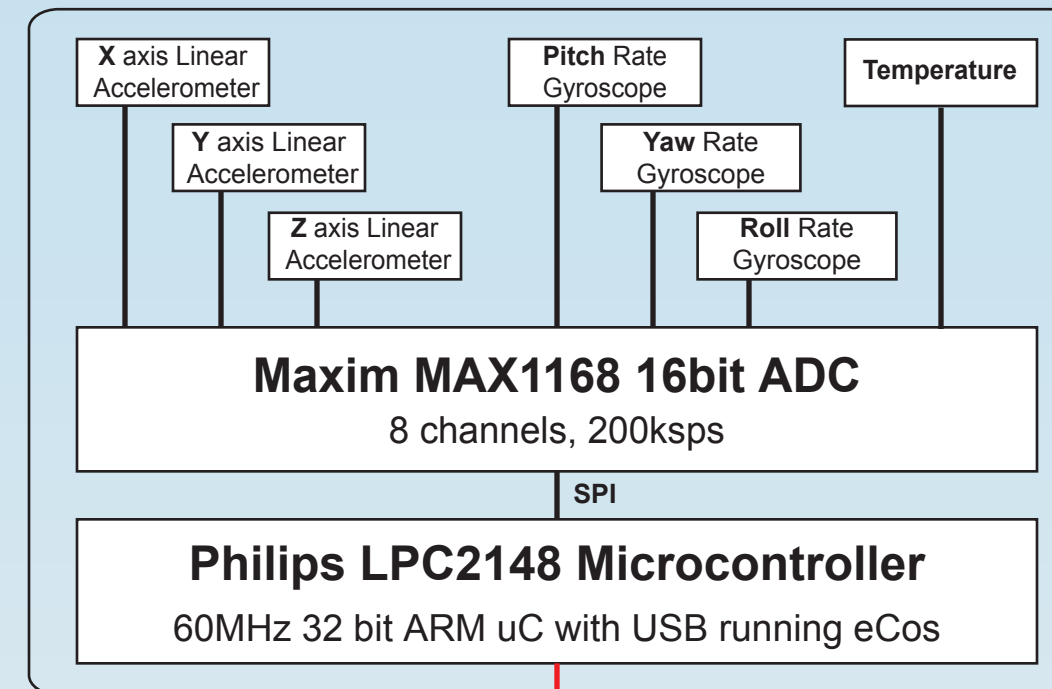 X axis Linear
Accelerometer
Pitch Rate
Gyroscope
Temperature
Y axis Linear
Accelerometer
Yaw Rate
Gyroscope
Z axis Linear
Accelerometer
Roll Rate
Gyroscope
Maxim MAX1168 16bit ADC
8 channels, 200ksps
SPI
Philips LPC2148 Microcontroller
60MHz 32 bit ARM uC with USB running eCos